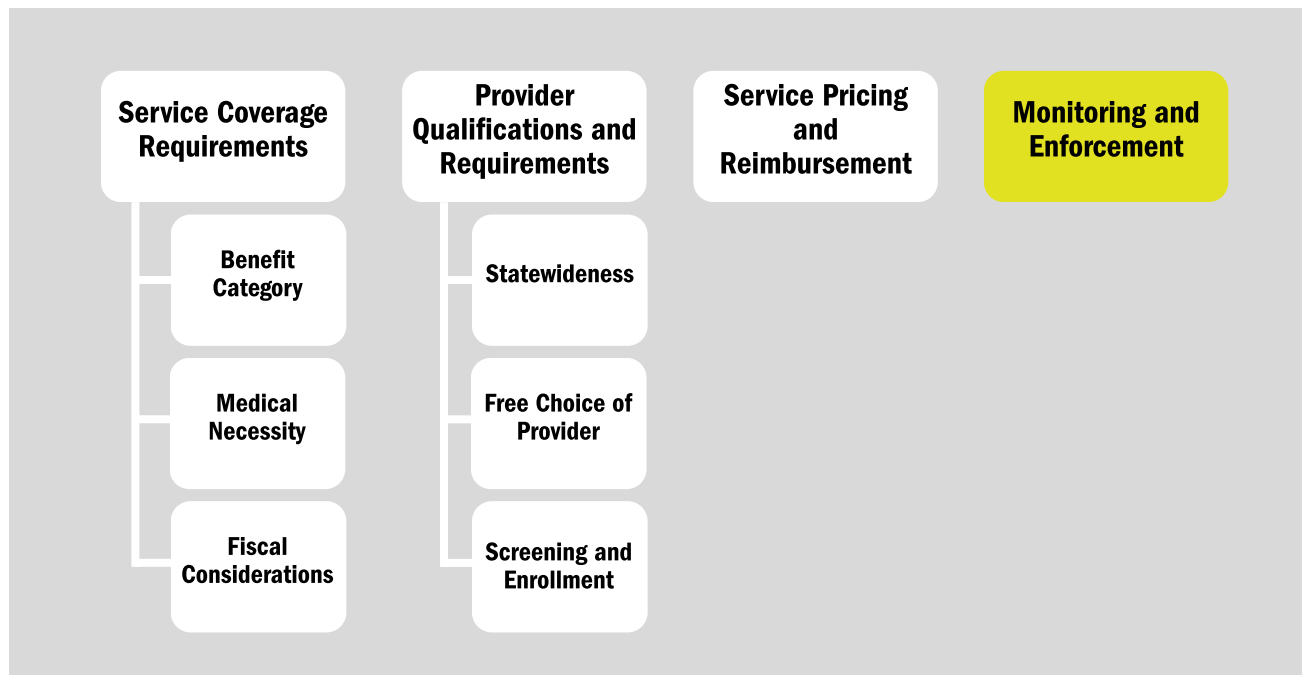 Service Coverage
Requirements
Benefit
Category
Medical
Necessity
Fiscal
Considerations
Provider
Qualifications and
Requirements
Statewideness
Free Choice of
Provider
Screening and
Enrollment
Service Pricing
and
Reimbursement
Monitoring and
Enforcement